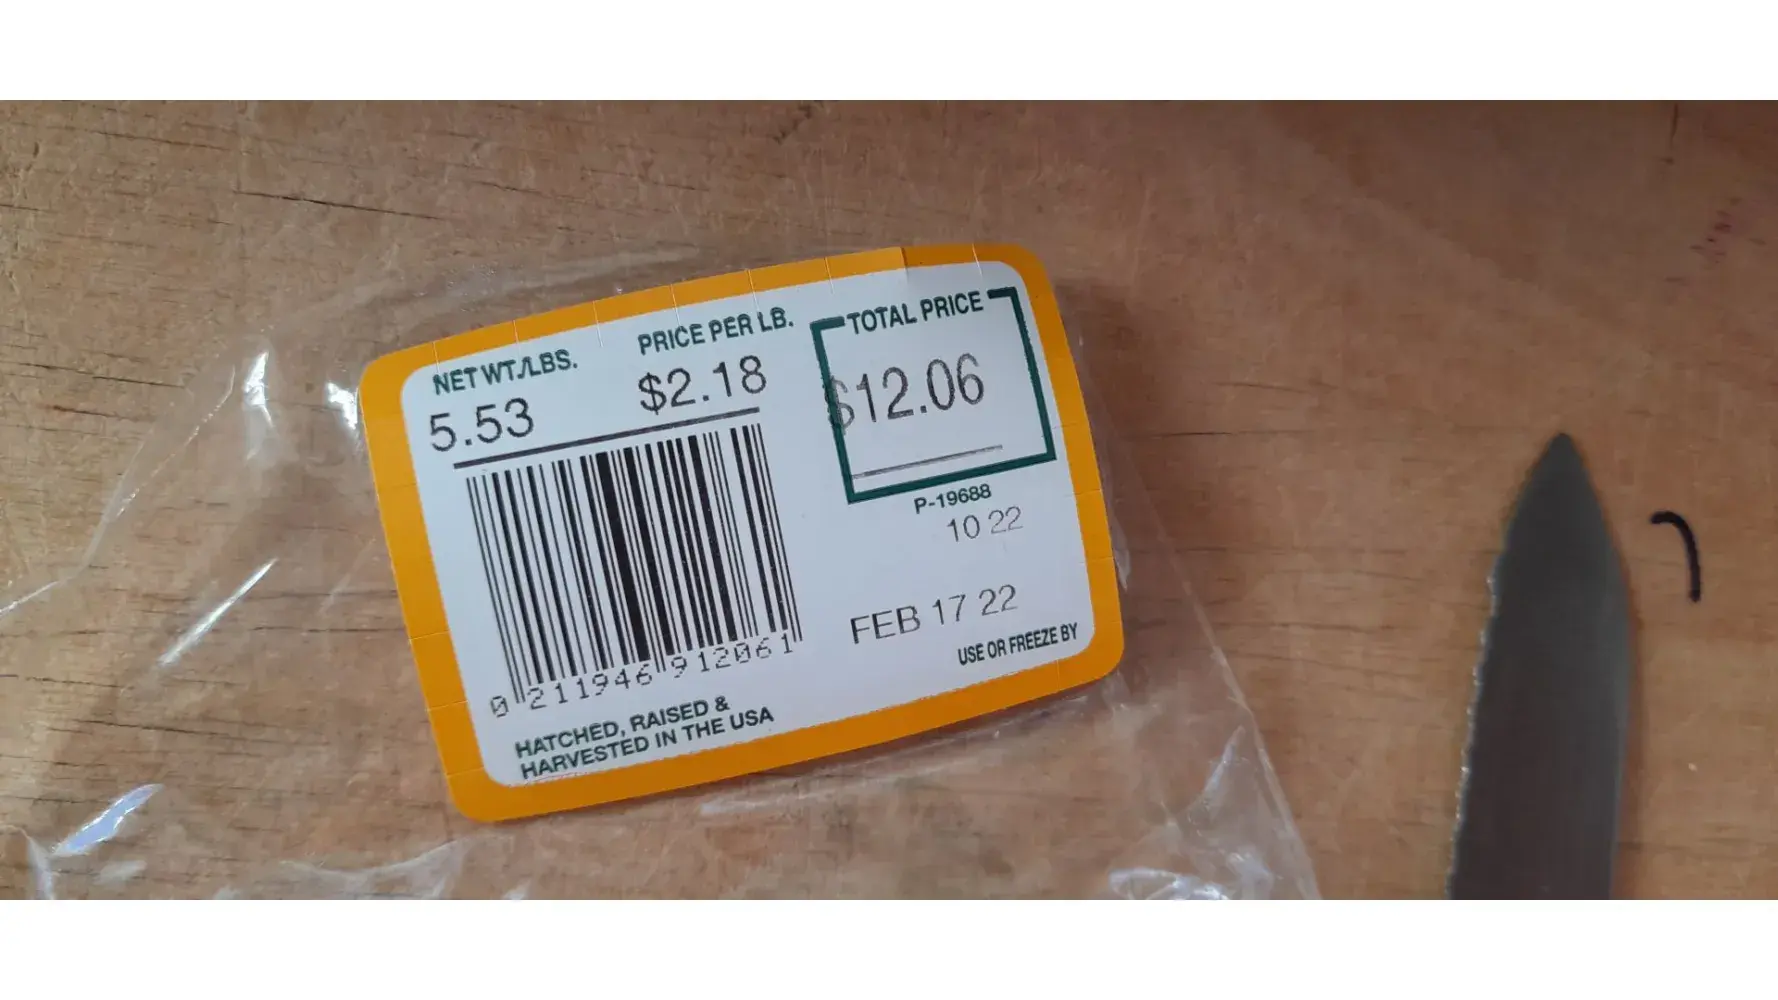 NET WT./LBS.
PRICE PER LB.
TOTAL PRICE
5.53
$2.18
$12.06
P-19688
10 22
FEB 17 22
USE OR FREEZE BY
0 211946 912061
HATCHED, RAISED &
HARVESTED IN THE USA